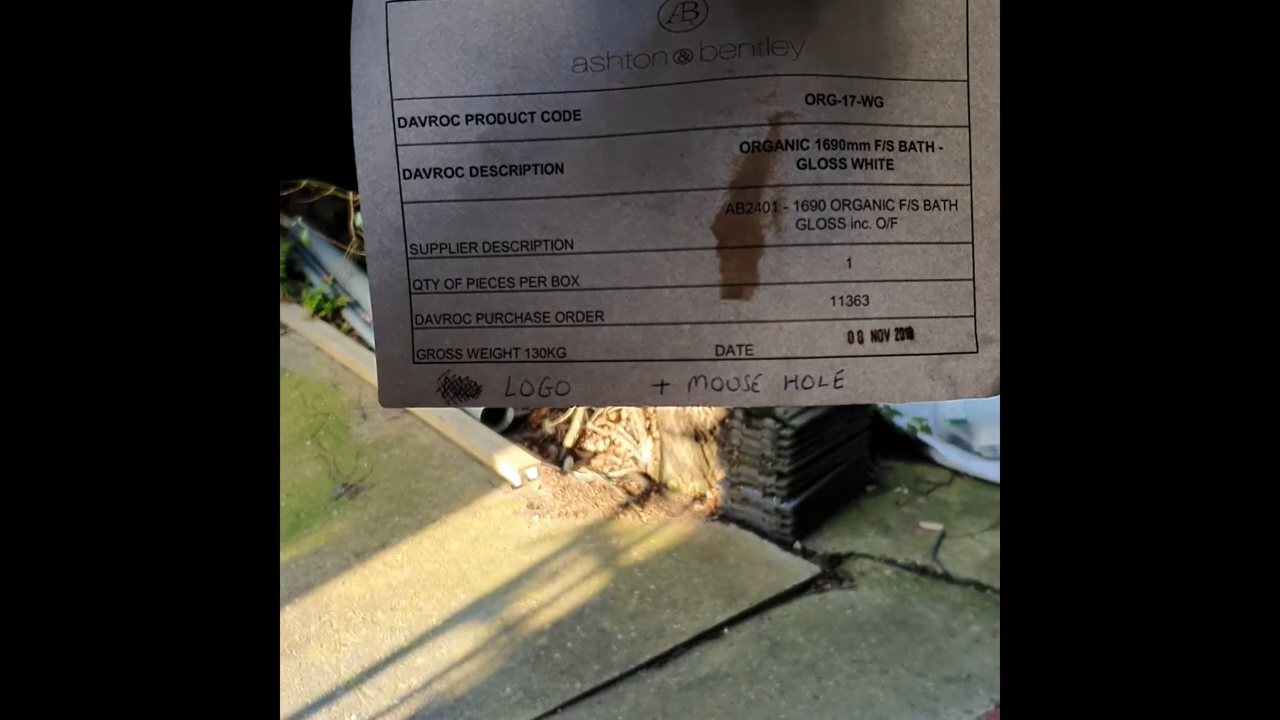 AB
ashton & bentley
DAVROC PRODUCT CODE ORG-17-WG
DAVROC DESCRIPTION ORGANIC 1690mm F/S BATH -
GLOSS WHITE
AB2401 - 1690 ORGANIC F/S BATH
GLOSS inc. O/F
SUPPLIER DESCRIPTION
QTY OF PIECES PER BOX 1
DAVROC PURCHASE ORDER 11363
GROSS WEIGHT 130KG DATE 08 NOV
LOGO + MOUSE HOLE